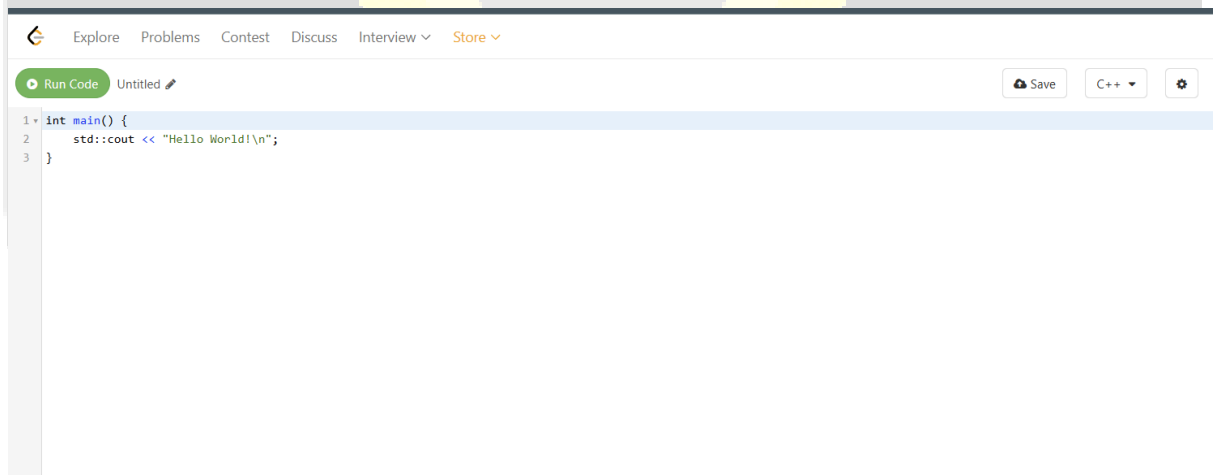 Explore Problems Contest Discuss Interview Store
Run Code Untitled Save C++
1 int main() {
2 std::cout << "Hello World!\n";
3 }